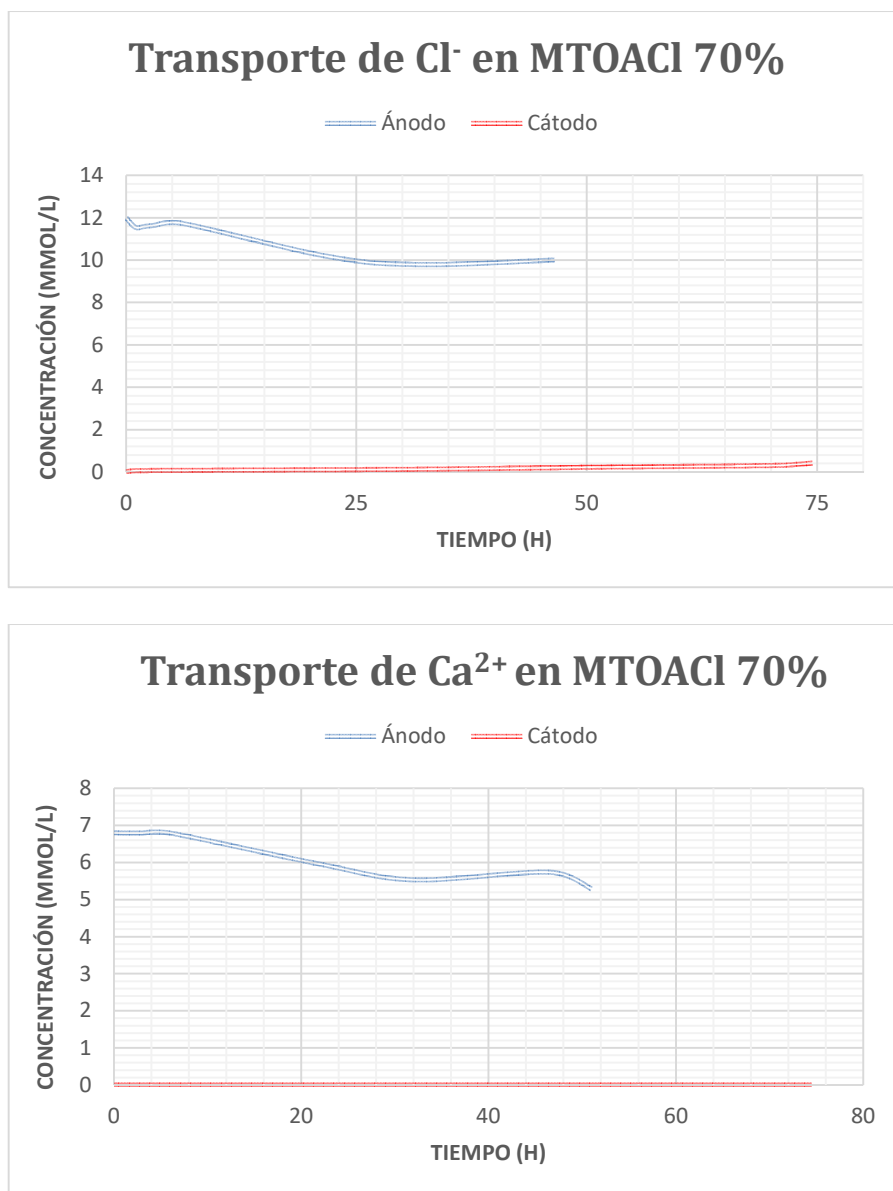 Transporte de Cl⁻ en MTOACl 70%
Ánodo Cátodo
14
12
10
8
6
4
2
0
0 25 50 75
CONCENTRACIÓN (MMOL/L)
TIEMPO (H)
Transporte de Ca²⁺ en MTOACl 70%
Ánodo Cátodo
8
7
6
5
4
3
2
1
0
0 20 40 60 80
CONCENTRACIÓN (MMOL/L)
TIEMPO (H)